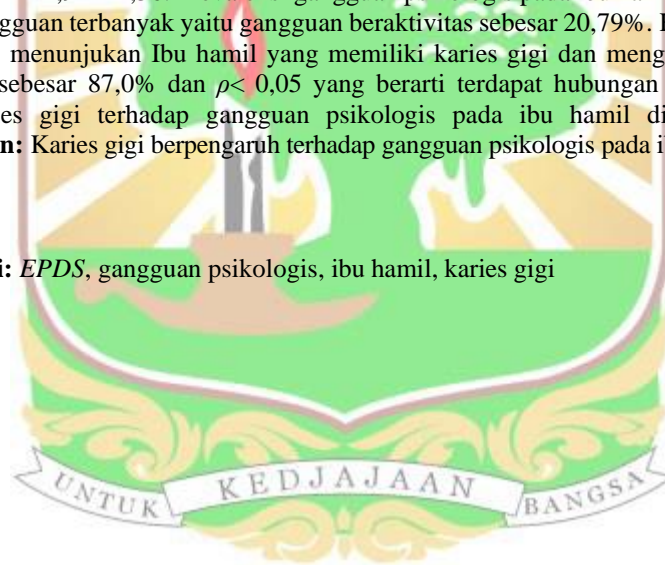 ggguan terbanyak yaitu gangguan beraktivitas sebesar 20,79%.
menunjukan Ibu hamil yang memiliki karies gigi dan meng
sebesar 87,0% dan ρ< 0,05 yang berarti terdapat hubungan
es gigi terhadap gangguan psikologis pada ibu hamil di
n: Karies gigi berpengaruh terhadap gangguan psikologis pada i
i: EPDS, gangguan psikologis, ibu hamil, karies gigi
UNTUK KEDJAJAAN BANGSA